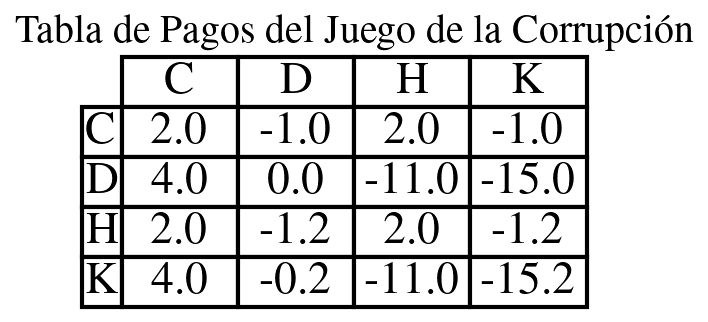 Tabla de Pagos del Juego de la Corrupción
C D H K
C 2.0 -1.0 2.0 -1.0
D 4.0 0.0 -11.0 -15.0
H 2.0 -1.2 2.0 -1.2
K 4.0 -0.2 -11.0 -15.2